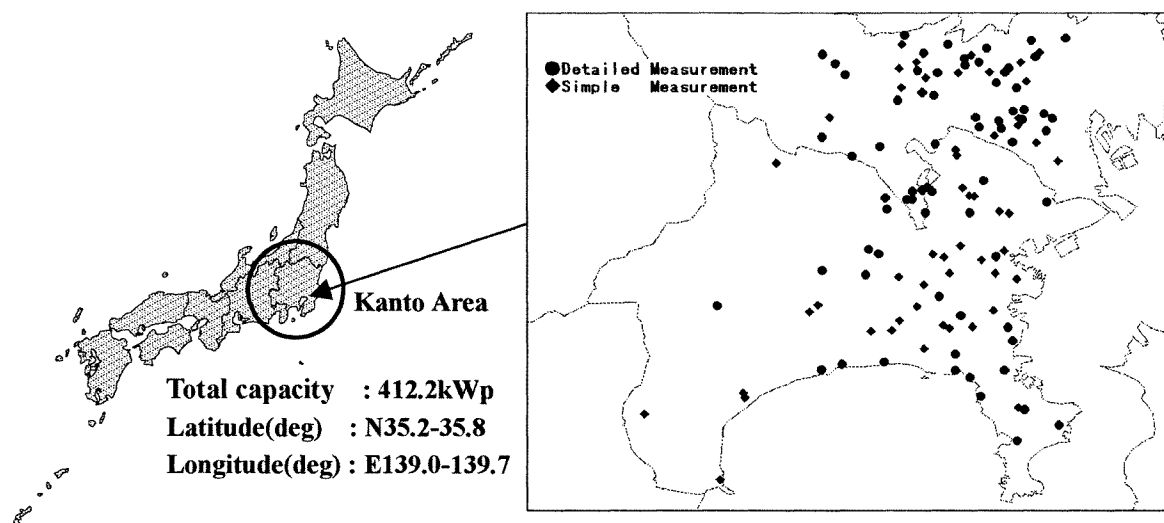 ●Detailed Measurement
◆Simple Measurement
Kanto Area
Total capacity : 412.2kWp
Latitude(deg) : N35.2-35.8
Longitude(deg) : E139.0-139.7